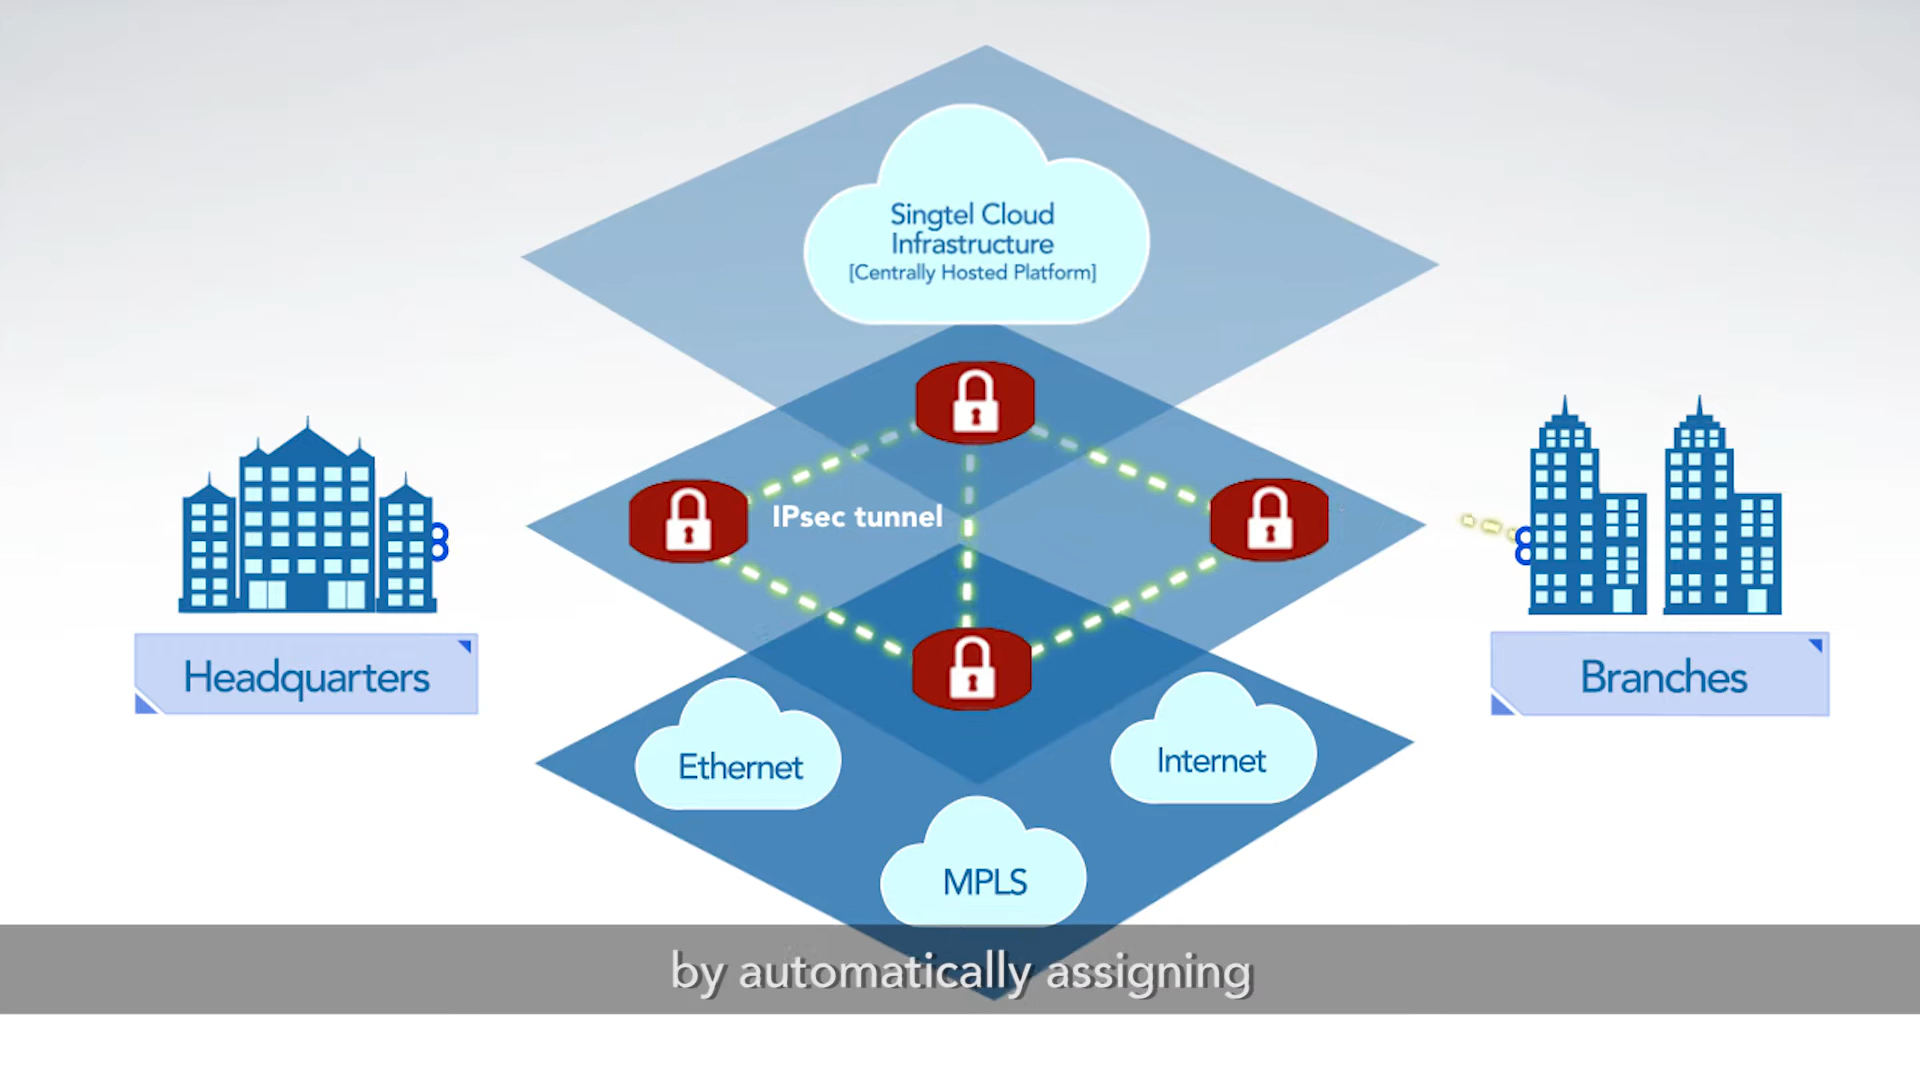 Singtel Cloud
Infrastructure
[Centrally Hosted Platform]
IPsec tunnel
Headquarters
Branches
Ethernet
Internet
MPLS
by automatically assigning